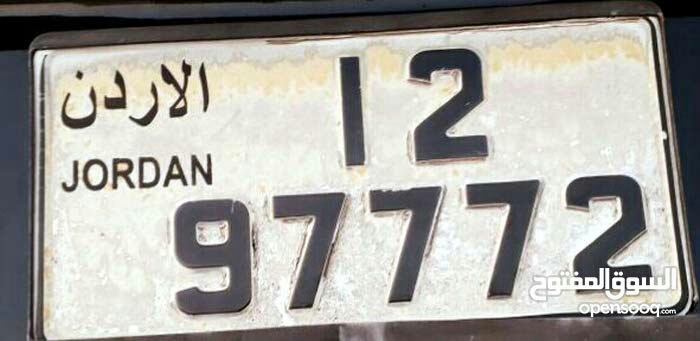 الاردن
12
JORDAN
97772
السوق المفتوح
opensooq.com